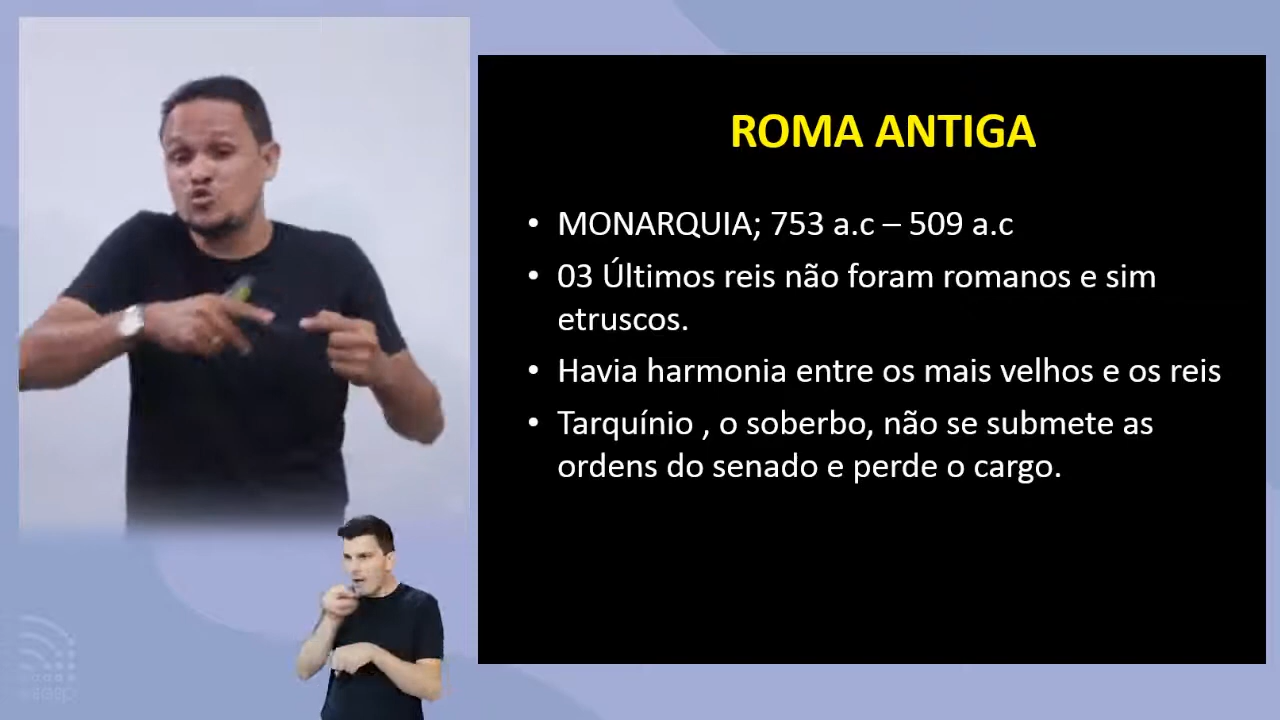 ROMA ANTIGA
• MONARQUIA; 753 a.c – 509 a.c
• 03 Últimos reis não foram romanos e sim
etruscos.
• Havia harmonia entre os mais velhos e os reis
• Tarquínio , o soberbo, não se submete as
ordens do senado e perde o cargo.